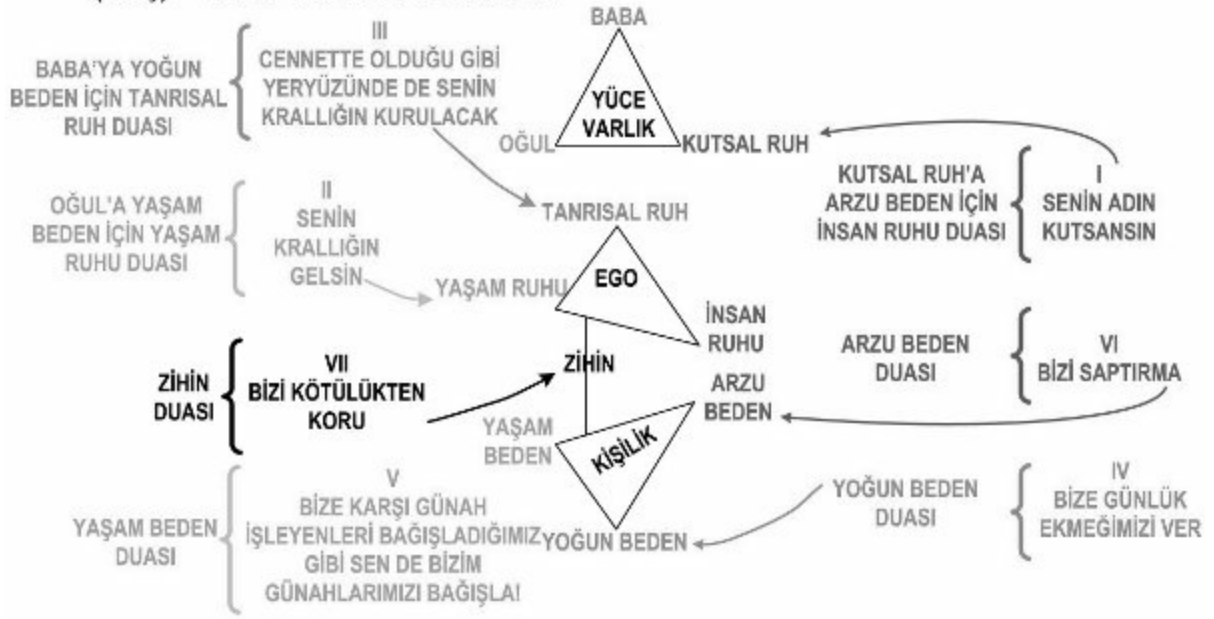 BABA
III
CENNETTE OLDUĞU GİBİ
YERYÜZÜNDE DE SENİN
KRALLIĞIN KURULACAK
BABA'YA YOĞUN
BEDEN İÇİN TANRISAL
RUH DUASI
YÜCE
VARLIK
OĞUL
KUTSAL RUH
KUTSAL RUH'A
ARZU BEDEN İÇİN
İNSAN RUHU DUASI
I
SENİN ADIN
KUTSANSIN
OĞUL'A YAŞAM
BEDEN İÇİN YAŞAM
RUHU DUASI
II
SENİN
KRALLIĞIN
GELSİN
TANRISAL RUH
YAŞAM RUHU
EGO
İNSAN
RUHU
ZİHİN
DUASI
VII
BİZİ KÖTÜLÜKTEN
KORU
ZİHİN
ARZU BEDEN
DUASI
VI
BİZİ SAPTIRMA
ARZU
BEDEN
YAŞAM
BEDEN
KİŞİLİK
YOĞUN BEDEN
YAŞAM BEDEN
DUASI
V
BİZE KARŞI GÜNAH
İŞLEYENLERİ BAĞIŞLADIĞIMIZ
GİBİ SEN DE BİZİM
GÜNAHLARIMIZI BAĞIŞLA!
YOĞUN BEDEN
DUASI
IV
BİZE GÜNLÜK
EKMEĞİMİZİ VER